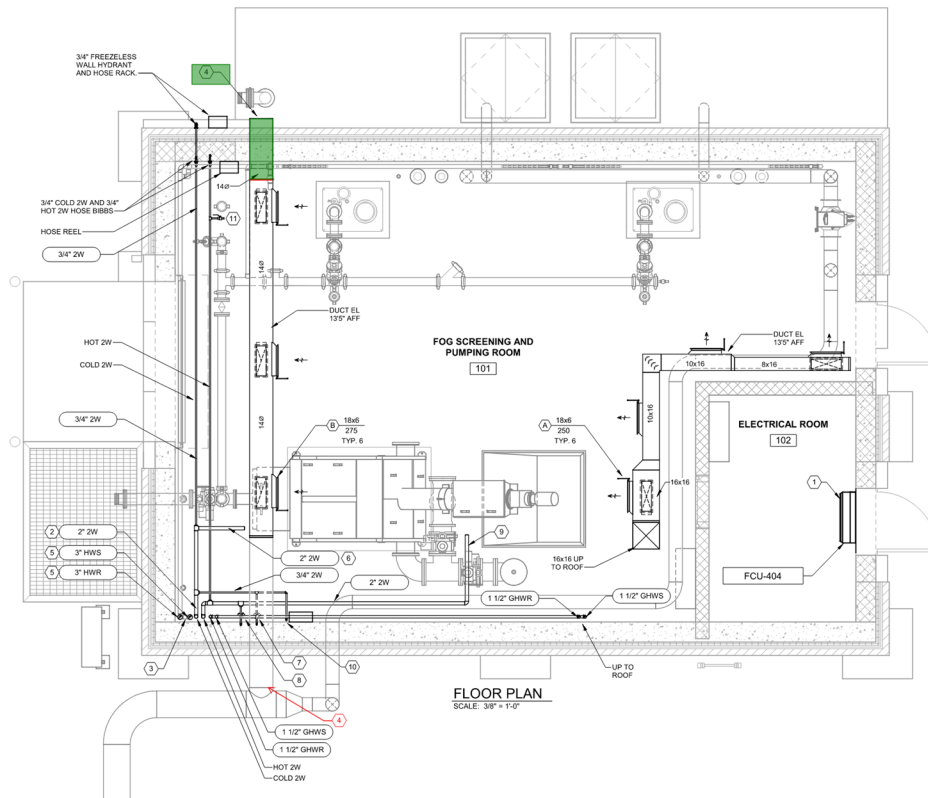 3/4" FREEZELESS
WALL HYDRANT
AND HOSE RACK.
4
3/4" COLD 2W AND 3/4"
HOT 2W HOSE BIBBS
14Ø
HOSE REEL
11
3/4" 2W
14Ø
DUCT EL
13'5" AFF
HOT 2W
COLD 2W
FOG SCREENING AND
PUMPING ROOM
101
DUCT EL
13'5" AFF
10x16
8x16
10x16
3/4" 2W
14Ø
B
18x6
275
TYP. 6
A
18x6
250
TYP. 6
ELECTRICAL ROOM
102
16x16
1
2
2" 2W
5
3" HWS
5
3" HWR
9
2" 2W
6
3/4" 2W
2" 2W
16x16 UP
TO ROOF
FCU-404
1 1/2" GHWR
1 1/2" GHWS
3
7
8
10
UP TO
ROOF
FLOOR PLAN
SCALE: 3/8" = 1'-0"
4
1 1/2" GHWS
1 1/2" GHWR
HOT 2W
COLD 2W